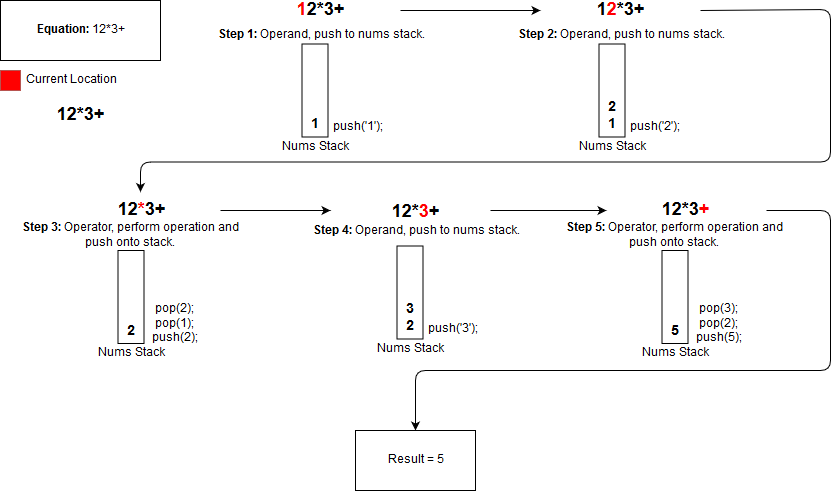 Equation: 12*3+
Current Location
12*3+
12*3+
Step 1: Operand, push to nums stack.
1
push('1');
Nums Stack
12*3+
Step 2: Operand, push to nums stack.
2
1
push('2');
Nums Stack
12*3+
Step 3: Operator, perform operation and
push onto stack.
pop(2);
pop(1);
2
push(2);
Nums Stack
12*3+
Step 4: Operand, push to nums stack.
3
2
push('3');
Nums Stack
12*3+
Step 5: Operator, perform operation and
push onto stack.
pop(3);
pop(2);
5
push(5);
Nums Stack
Result = 5